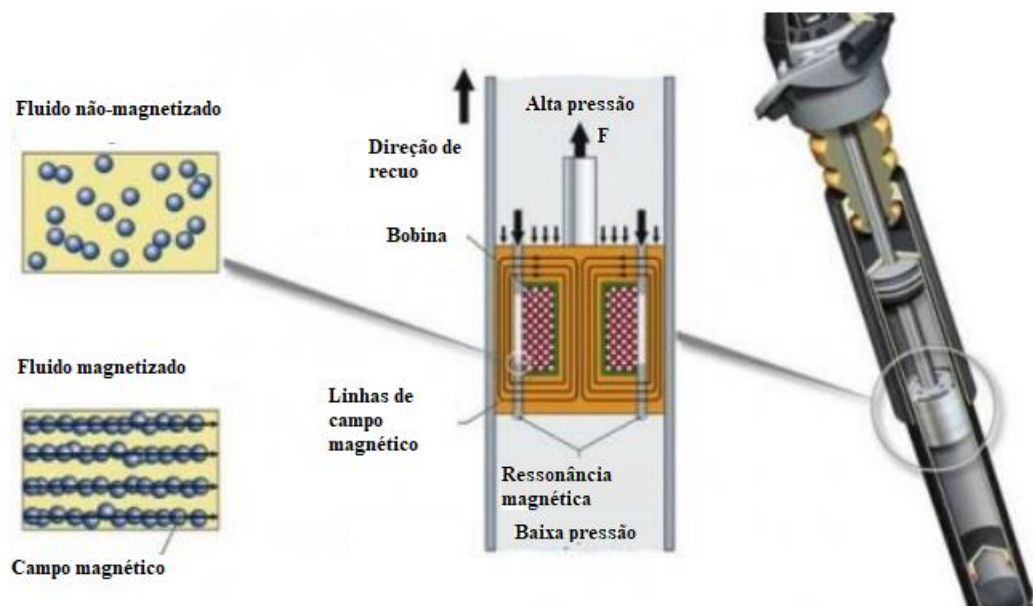 Fluido não-magnetizado
Alta pressão
F
Direção de
recuo
Bobina
Fluido magnetizado
Linhas de
campo
magnético
Ressonância
magnética
Baixa pressão
Campo magnético